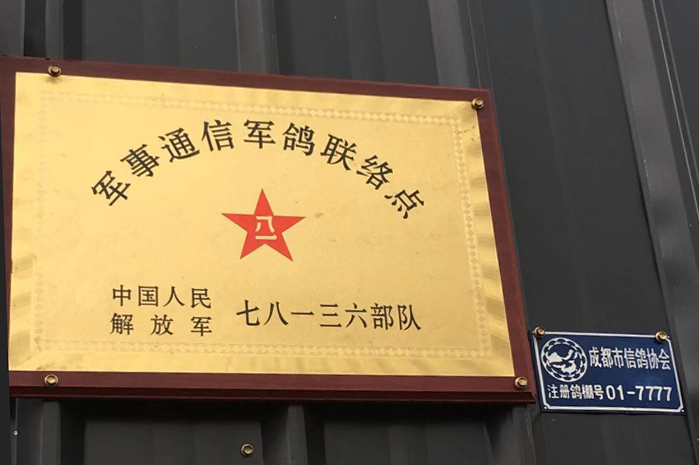 军事通信军鸽联络点
八一
中国人民
解放军
七八一三六部队
成都市信鸽协会
注册鸽棚号01-7777